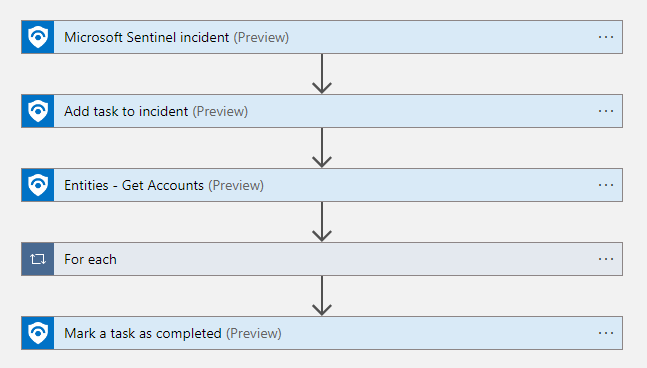 Microsoft Sentinel incident (Preview)
Add task to incident (Preview)
Entities - Get Accounts (Preview)
For each
Mark a task as completed (Preview)